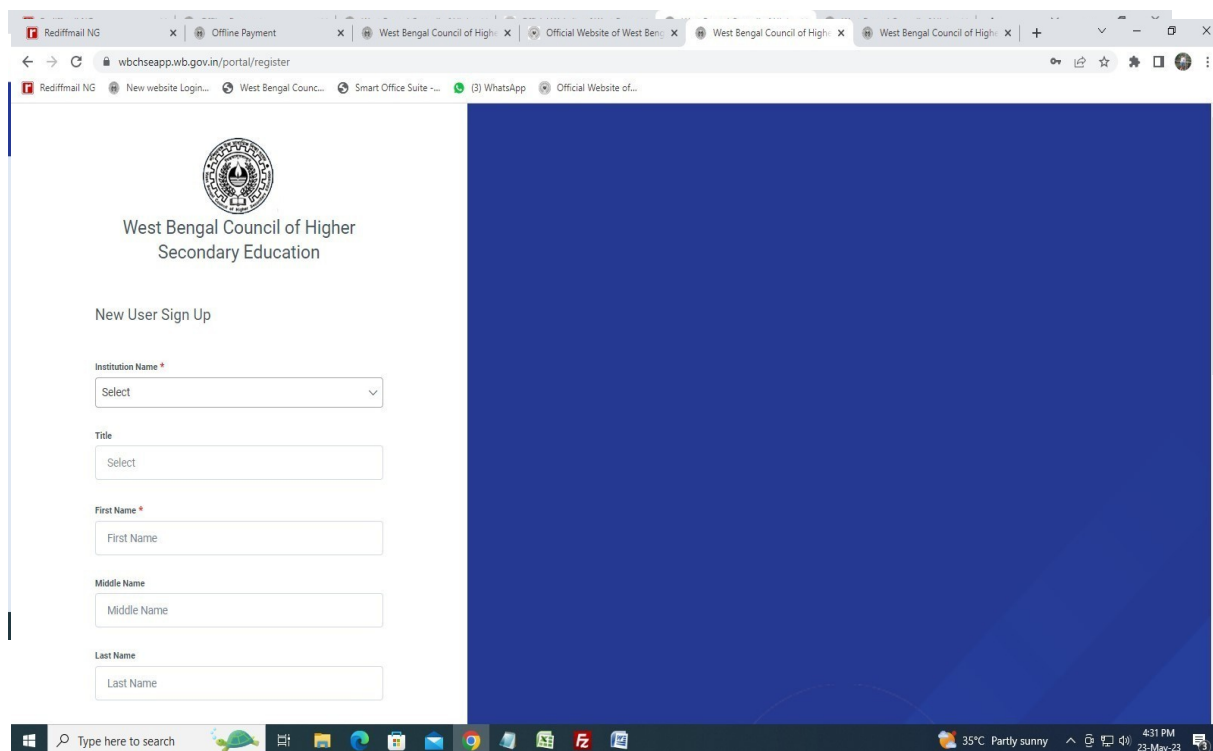 Rediffmail NG
Offline Payment
West Bengal Council of Highe
Official Website of West Beng
West Bengal Council of Highe
West Bengal Council of Highe
wbchseapp.wb.gov.in/portal/register
Rediffmail NG New website Login... West Bengal Counc... Smart Office Suite -... (3) WhatsApp Official Website of...
West Bengal Council of Higher
Secondary Education
New User Sign Up
Institution Name *
Select
Title
Select
First Name *
First Name
Middle Name
Middle Name
Last Name
Last Name
Type here to search
35°C Partly sunny
4:31 PM
23-May-23